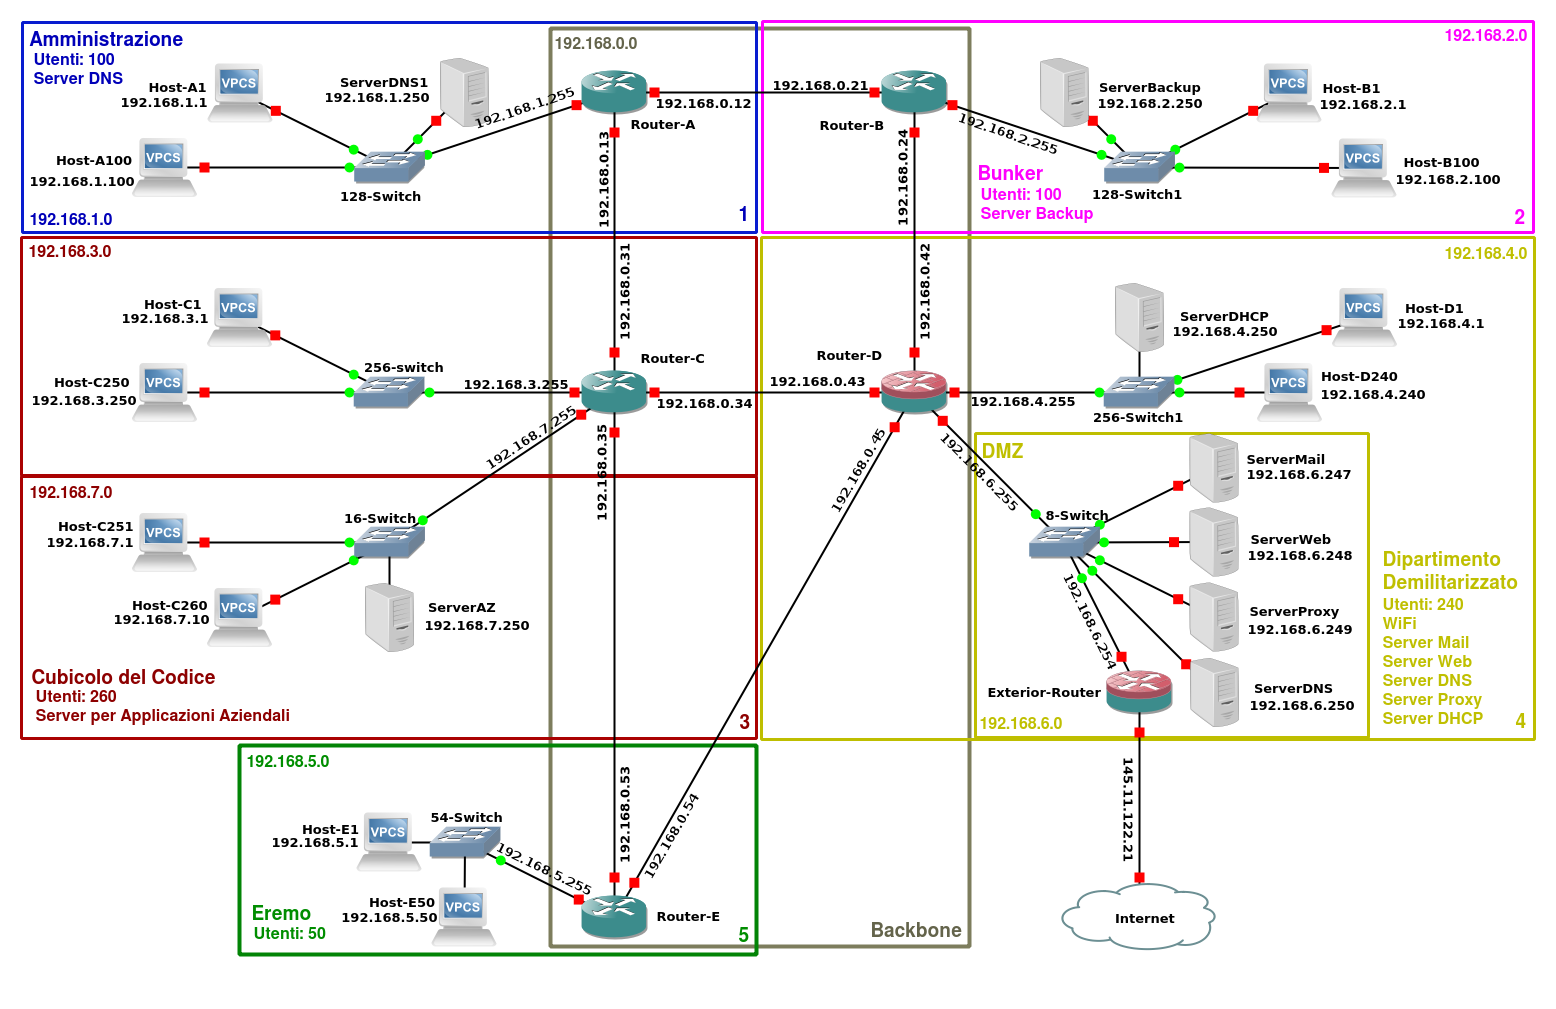 Amministrazione
Utenti: 100
Server DNS
VPCS
Host-A1
192.168.1.1
ServerDNS1
192.168.1.250
192.168.1.255
Host-A100
192.168.1.100
VPCS
128-Switch
192.168.1.0
1
192.168.0.0
Router-A
192.168.0.12
192.168.0.13
192.168.0.21
Router-B
192.168.0.24
192.168.2.255
192.168.2.0
ServerBackup
192.168.2.250
VPCS
Host-B1
192.168.2.1
VPCS
Host-B100
192.168.2.100
128-Switch1
Bunker
Utenti: 100
Server Backup
2
192.168.3.0
Host-C1
192.168.3.1
VPCS
Host-C250
192.168.3.250
VPCS
256-switch
192.168.3.255
192.168.0.31
Router-C
192.168.0.34
192.168.0.35
192.168.7.255
192.168.7.0
16-Switch
Host-C251
192.168.7.1
VPCS
Host-C260
192.168.7.10
VPCS
ServerAZ
192.168.7.250
Cubicolo del Codice
Utenti: 260
Server per Applicazioni Aziendali
3
192.168.4.0
192.168.0.42
Router-D
192.168.0.43
192.168.4.255
192.168.0.45
192.168.6.255
ServerDHCP
192.168.4.250
VPCS
Host-D1
192.168.4.1
VPCS
Host-D240
192.168.4.240
256-Switch1
DMZ
8-Switch
ServerMail
192.168.6.247
ServerWeb
192.168.6.248
ServerProxy
192.168.6.249
ServerDNS
192.168.6.250
192.168.6.254
Exterior-Router
192.168.6.0
Dipartimento
Demilitarizzato
Utenti: 240
WiFi
Server Mail
Server Web
Server DNS
Server Proxy
Server DHCP
4
192.168.5.0
54-Switch
Host-E1
192.168.5.1
VPCS
Host-E50
192.168.5.50
VPCS
192.168.5.255
192.168.0.53
192.168.0.54
Router-E
Eremo
Utenti: 50
5
Backbone
145.11.122.21
Internet